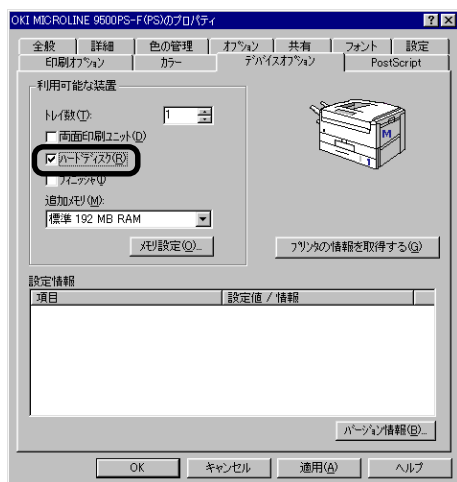 OKI MICROLINE 9500PS-F(PS)のプロパティ
全般 詳細 色の管理 オプション 共有 フォント 設定
印刷オプション カラー デバイスオプション PostScript
利用可能な装置
トレイ数(T): 1
両面印刷ユニット(D)
ハードディスク(R)
フィニッシャ(I)
追加メモリ(M):
標準 192 MB RAM
メモリ設定(O)...
プリンタの情報を取得する(G)
M
設定情報
項目 設定値 / 情報
バージョン情報(B)...
OK キャンセル 適用(A) ヘルプ